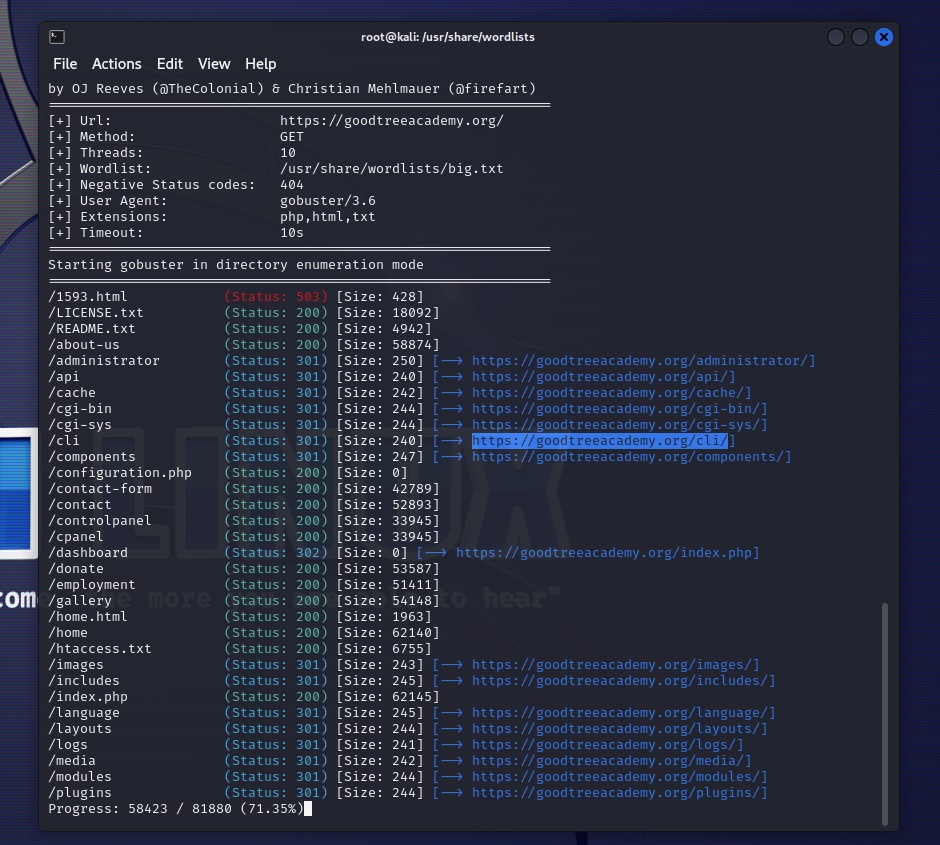 root@kali: /usr/share/wordlists
File Actions Edit View Help
by OJ Reeves (@TheColonial) & Christian Mehlmauer (@firefart)
===============================================================
[+] Url: https://goodtreeacademy.org/
[+] Method: GET
[+] Threads: 10
[+] Wordlist: /usr/share/wordlists/big.txt
[+] Negative Status codes: 404
[+] User Agent: gobuster/3.6
[+] Extensions: php,html,txt
[+] Timeout: 10s
===============================================================
Starting gobuster in directory enumeration mode
===============================================================
/1593.html (Status: 503) [Size: 428]
/LICENSE.txt (Status: 200) [Size: 18092]
/README.txt (Status: 200) [Size: 4942]
/about-us (Status: 200) [Size: 58874]
/administrator (Status: 301) [Size: 250] [--> https://goodtreeacademy.org/administrator/]
/api (Status: 301) [Size: 240] [--> https://goodtreeacademy.org/api/]
/cache (Status: 301) [Size: 242] [--> https://goodtreeacademy.org/cache/]
/cgi-bin (Status: 301) [Size: 244] [--> https://goodtreeacademy.org/cgi-bin/]
/cgi-sys (Status: 301) [Size: 244] [--> https://goodtreeacademy.org/cgi-sys/]
/cli (Status: 301) [Size: 240] [--> https://goodtreeacademy.org/cli/]
/components (Status: 301) [Size: 247] [--> https://goodtreeacademy.org/components/]
/configuration.php (Status: 200) [Size: 0]
/contact-form (Status: 200) [Size: 42789]
/contact (Status: 200) [Size: 52893]
/controlpanel (Status: 200) [Size: 33945]
/cpanel (Status: 200) [Size: 33945]
/dashboard (Status: 302) [Size: 0] [--> https://goodtreeacademy.org/index.php]
/donate (Status: 200) [Size: 53587]
/employment (Status: 200) [Size: 51411]
/gallery (Status: 200) [Size: 54148]
/home.html (Status: 200) [Size: 1963]
/home (Status: 200) [Size: 62140]
/htaccess.txt (Status: 200) [Size: 6755]
/images (Status: 301) [Size: 243] [--> https://goodtreeacademy.org/images/]
/includes (Status: 301) [Size: 245] [--> https://goodtreeacademy.org/includes/]
/index.php (Status: 200) [Size: 62145]
/language (Status: 301) [Size: 245] [--> https://goodtreeacademy.org/language/]
/layouts (Status: 301) [Size: 244] [--> https://goodtreeacademy.org/layouts/]
/logs (Status: 301) [Size: 241] [--> https://goodtreeacademy.org/logs/]
/media (Status: 301) [Size: 242] [--> https://goodtreeacademy.org/media/]
/modules (Status: 301) [Size: 244] [--> https://goodtreeacademy.org/modules/]
/plugins (Status: 301) [Size: 244] [--> https://goodtreeacademy.org/plugins/]
Progress: 58423 / 81880 (71.35%)
LINUX
more
to hear"